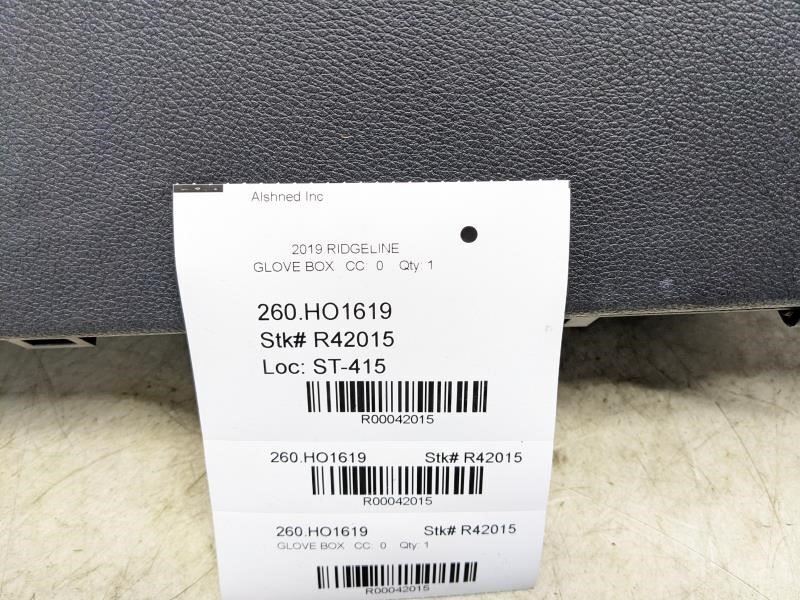 Alshned Inc
2019 RIDGELINE
GLOVE BOX CC: 0 Qty: 1
260.HO1619
Stk# R42015
Loc: ST-415
R00042015
260.HO1619 Stk# R42015
R00042015
260.HO1619 Stk# R42015
GLOVE BOX CC: 0 Qty: 1
R00042015